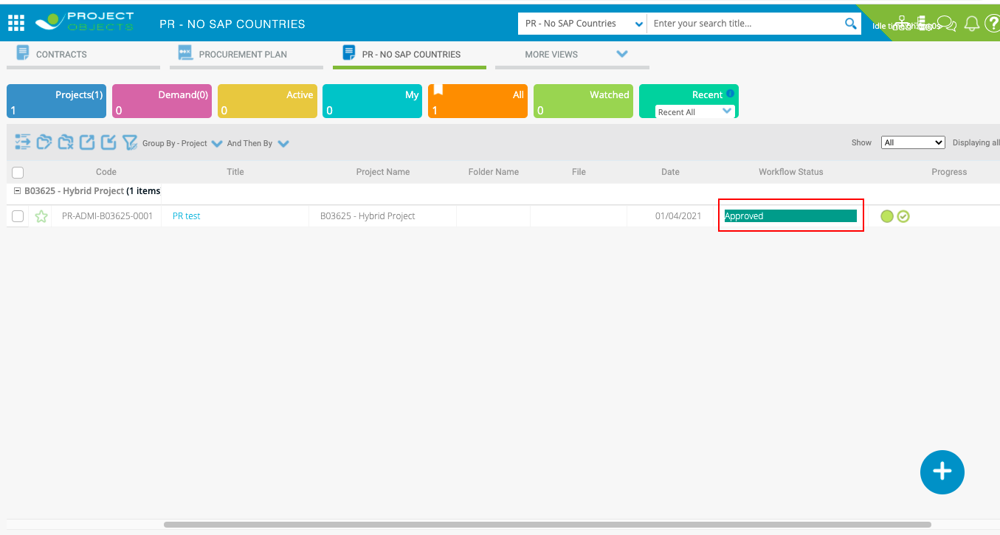 PROJECT
OBJECTS
PR - NO SAP COUNTRIES
PR - No SAP Countries
Enter your search title...
CONTRACTS
PROCUREMENT PLAN
PR - NO SAP COUNTRIES
MORE VIEWS
Projects(1)
1
Demand(0)
0
Active
0
My
0
All
1
Watched
0
Recent
Recent All
Group By - Project
And Then By
Show
All
Displaying all
Code
Title
Project Name
Folder Name
File
Date
Workflow Status
Progress
B03625 - Hybrid Project (1 items
PR-ADMI-B03625-0001
PR test
B03625 - Hybrid Project
01/04/2021
Approved